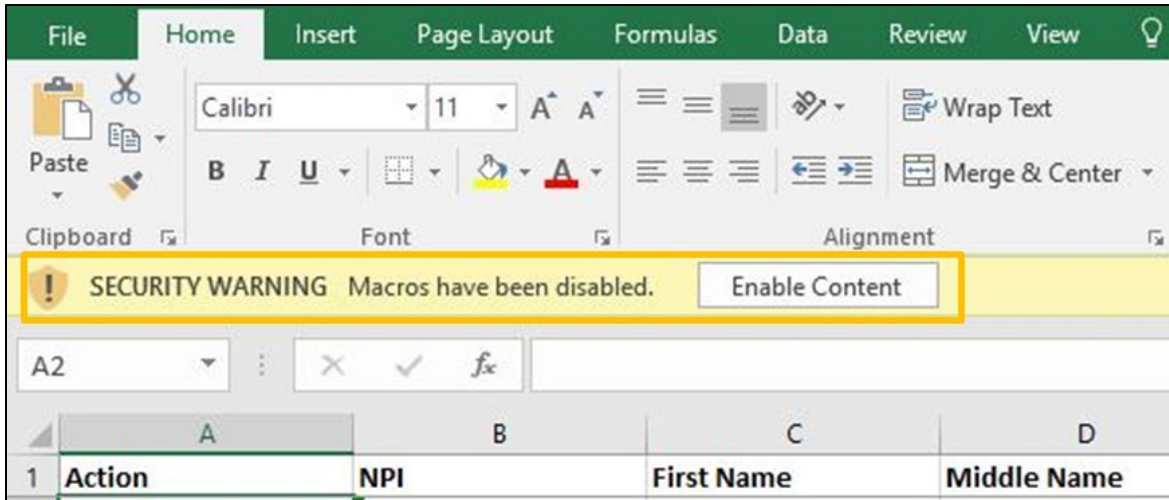 File Home Insert Page Layout Formulas Data Review View
Calibri 11 A A Wrap Text
Paste B I U A Merge & Center
Clipboard Font Alignment
SECURITY WARNING Macros have been disabled. Enable Content
A2 fx
A B C D
1 Action NPI First Name Middle Name